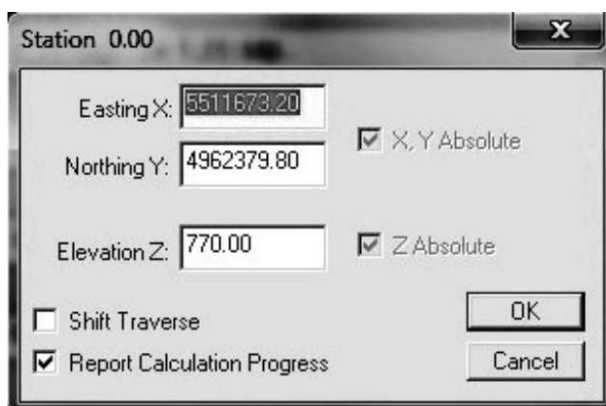 Station 0.00
x
Easting X: 5511673.20
X, Y Absolute
Northing Y: 4962379.80
Elevation Z: 770.00
Z Absolute
Shift Traverse
OK
Report Calculation Progress
Cancel